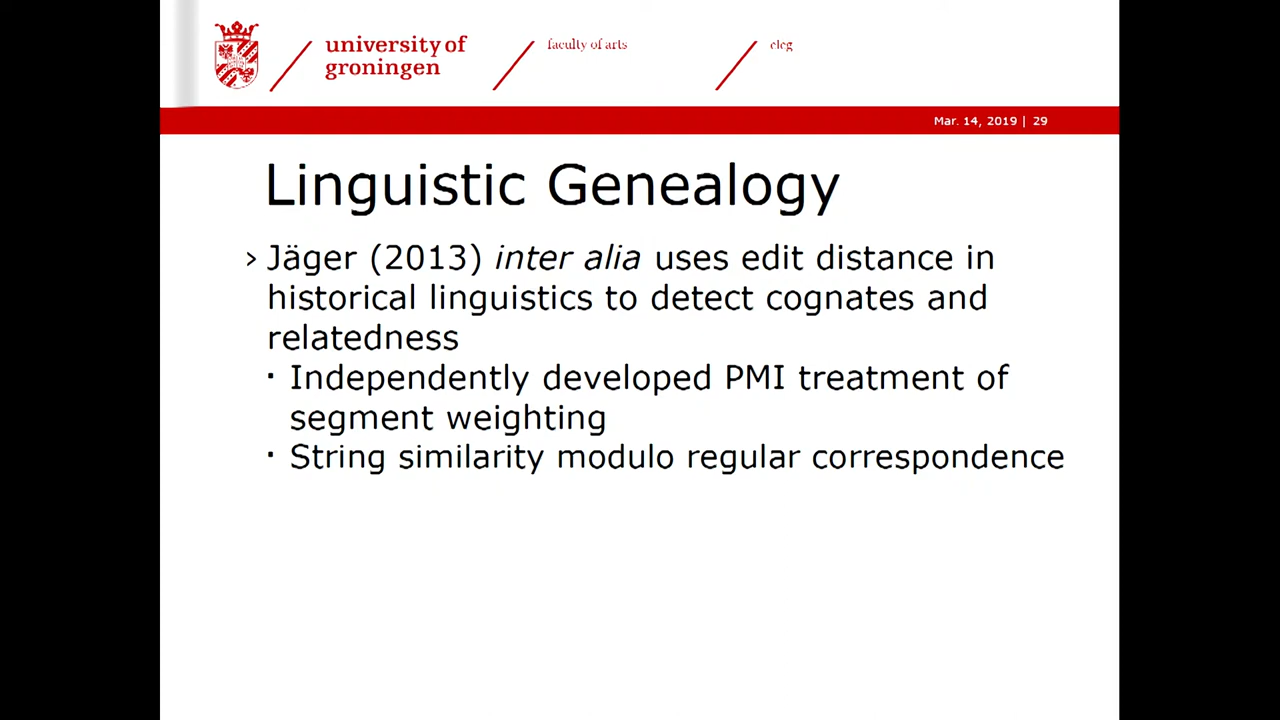 university of
groningen
faculty of arts
clcg
Mar. 14, 2019 | 29
Linguistic Genealogy
› Jäger (2013) inter alia uses edit distance in
historical linguistics to detect cognates and
relatedness
· Independently developed PMI treatment of
segment weighting
· String similarity modulo regular correspondence